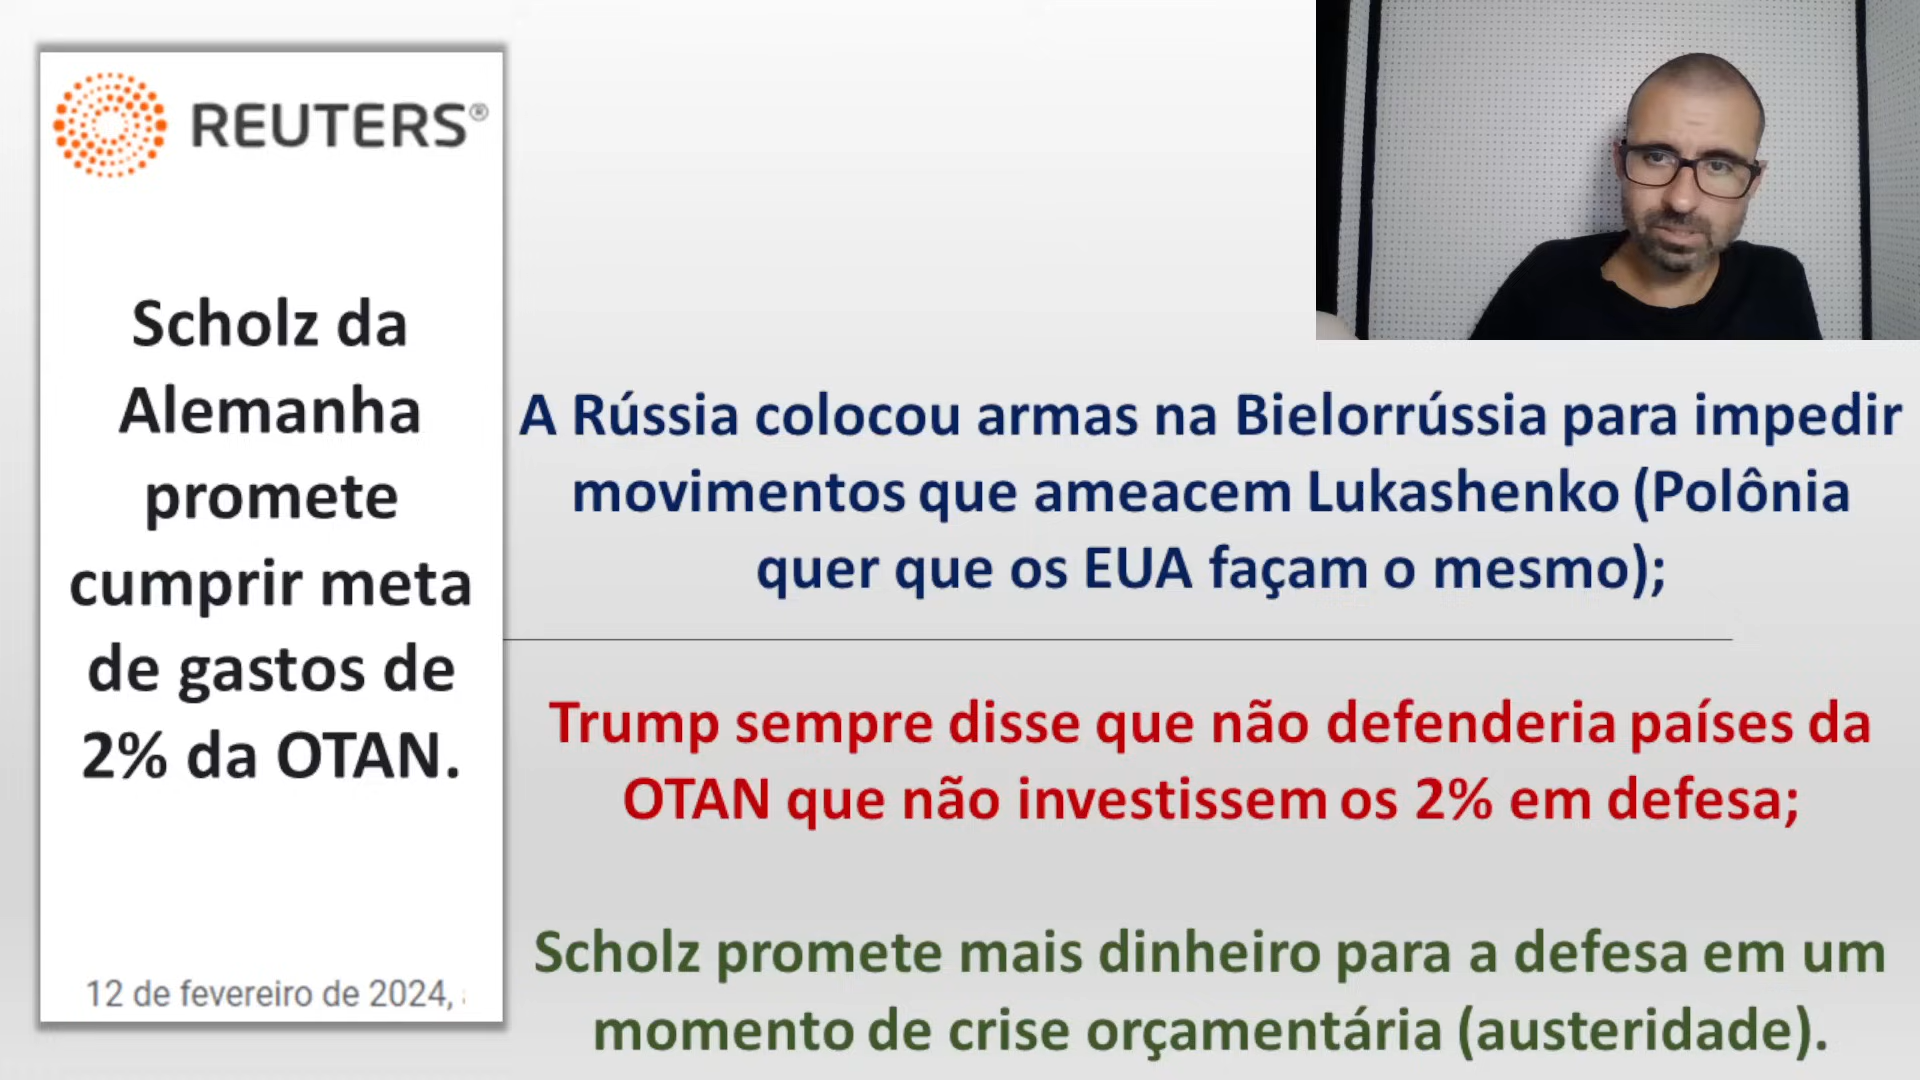 REUTERS®
Scholz da
Alemanha
promete
cumprir meta
de gastos de
2% da OTAN.
12 de fevereiro de 2024,
A Rússia colocou armas na Bielorrússia para impedir
movimentos que ameacem Lukashenko (Polônia
quer que os EUA façam o mesmo);
Trump sempre disse que não defenderia países da
OTAN que não investissem os 2% em defesa;
Scholz promete mais dinheiro para a defesa em um
momento de crise orçamentária (austeridade).